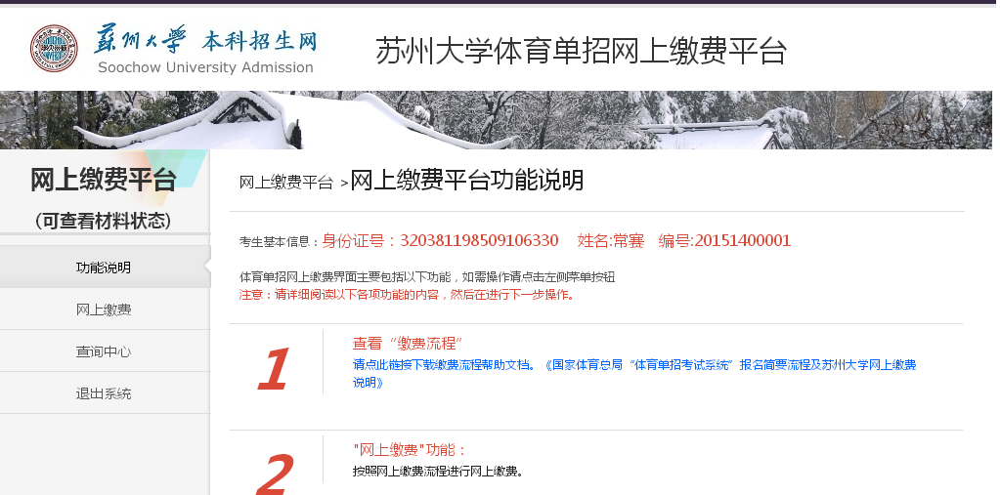 蘇州大學 本科招生网
Soochow University Admission
苏州大学体育单招网上缴费平台
网上缴费平台
(可查看材料状态)
功能说明
网上缴费
查询中心
退出系统
网上缴费平台 >网上缴费平台功能说明
考生基本信息：身份证号：320381198509106330 姓名:常赛 编号:20151400001
体育单招网上缴费界面主要包括以下功能，如需操作请点击左侧菜单按钮
注意：请详细阅读以下各项功能的内容，然后在进行下一步操作。
1
查看“缴费流程”
请点此链接下载缴费流程帮助文档。《国家体育总局“体育单招考试系统”报名简要流程及苏州大学网上缴费
说明》
2
"网上缴费"功能：
按照网上缴费流程进行网上缴费。